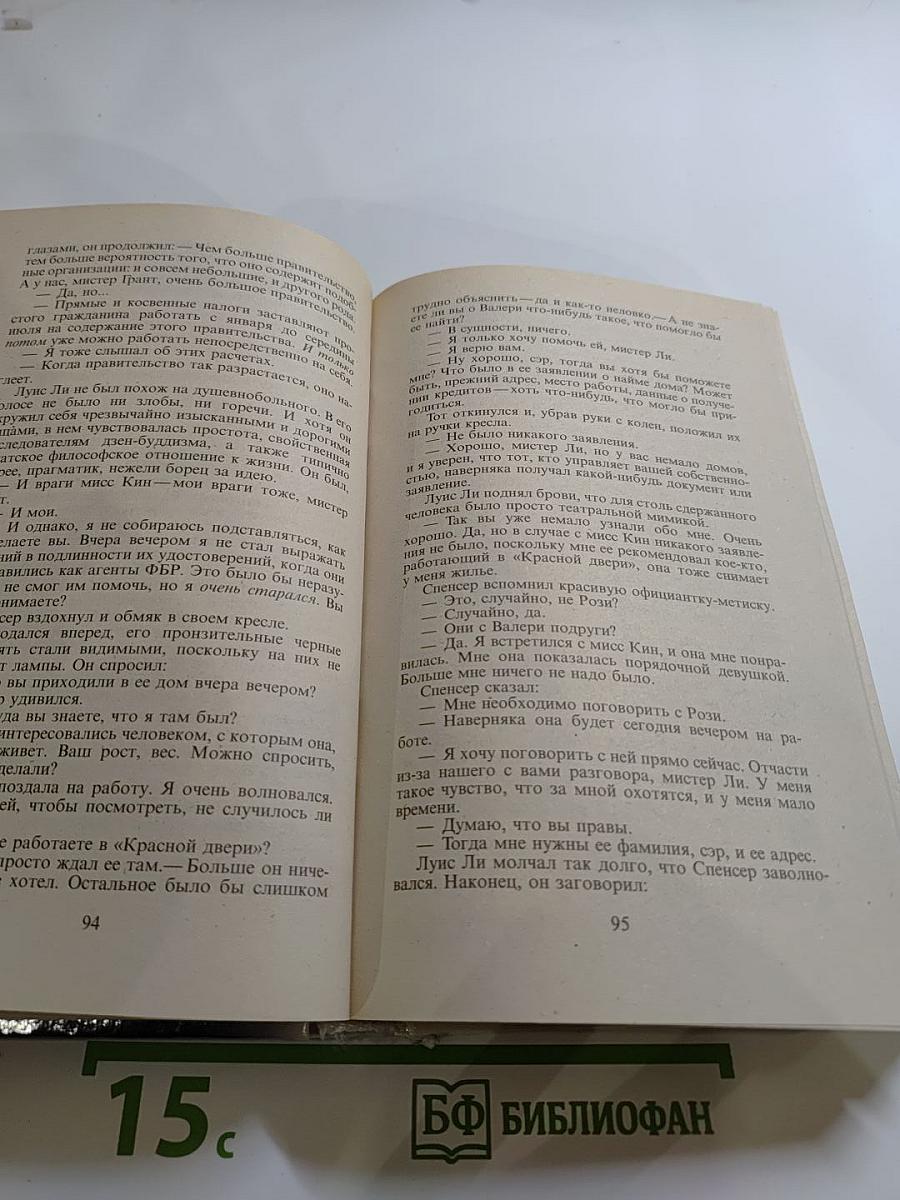 глазами, он продолжил: — Чем больше правительство,
тем больше вероятность того, что оно содержит подоб-
ные организации: и совсем небольшие, и другого рода.
А у нас, мистер Грант, очень большое правительство.
— Да, но...
— Прямые и косвенные налоги заставляют про-
стого гражданина работать с января до середины
июля на содержание этого правительства. И только
потом уже можно работать непосредственно на себя.
— Я тоже слышал об этих расчетах.
— Когда правительство так разрастается, оно на-
глеет.
Луис Ли не был похож на душевнобольного. В его
олосе не было ни злобы, ни горечи. И хотя он
кружил себя чрезвычайно изысканными и дорогими
щами, в нем чувствовалась простота, свойственная
следователям дзен-буддизма, а также типично
атское философское отношение к жизни. Он был,
рее, прагматик, нежели борец за идею.
— И враги мисс Кин — мои враги тоже, мистер
т.
— И мои.
И однако, я не собираюсь подставляться, как
елаете вы. Вчера вечером я не стал выражать
ний в подлинности их удостоверений, когда они
авились как агенты ФБР. Это было бы неразу-
не смог им помочь, но я очень старался. Вы
нимаете?
сер вздохнул и обмяк в своем кресле.
одался вперед, его пронзительные черные
ять стали видимыми, поскольку на них не
т лампы. Он спросил:
о вы приходили в ее дом вчера вечером?
р удивился.
уда вы знаете, что я там был?
интересовались человеком, с которым она,
живет. Ваш рост, вес. Можно спросить,
делали?
поздала на работу. Я очень волновался.
ей, чтобы посмотреть, не случилось ли
е работаете в «Красной двери»?
просто ждал ее там.— Больше он ниче-
е хотел. Остальное было бы слишком
94
трудно объяснить — да и как-то неловко.— А не зна-
ете ли вы о Валери что-нибудь такое, что помогло бы
ее найти?
— В сущности, ничего.
— Я только хочу помочь ей, мистер Ли.
— Я верю вам.
— Ну хорошо, сэр, тогда вы хотя бы поможете
мне? Что было в ее заявлении о найме дома? Может
быть, прежний адрес, место работы, данные о получе-
нии кредитов — хоть что-нибудь, что могло бы при-
годиться.
Тот откинулся и, убрав руки с колен, положил их
на ручки кресла.
— Не было никакого заявления.
— Хорошо, мистер Ли, но у вас немало домов,
и я уверен, что тот, кто управляет вашей собственно-
стью, наверняка получал какой-нибудь документ или
заявление.
Луис Ли поднял брови, что для столь сдержанного
человека было просто театральной мимикой.
— Так вы уже немало узнали обо мне. Очень
хорошо. Да, но в случае с мисс Кин никакого заявле-
ния не было, поскольку мне ее рекомендовал кое-кто,
работающий в «Красной двери», она тоже снимает
у меня жилье.
Спенсер вспомнил красивую официантку-метиску.
— Это, случайно, не Рози?
— Случайно, да.
— Они с Валери подруги?
— Да. Я встретился с мисс Кин, и она мне понра-
вилась. Мне она показалась порядочной девушкой.
Больше мне ничего не надо было.
Спенсер сказал:
— Мне необходимо поговорить с Рози.
— Наверняка она будет сегодня вечером на ра-
боте.
— Я хочу поговорить с ней прямо сейчас. Отчасти
из-за нашего с вами разговора, мистер Ли. У меня
такое чувство, что за мной охотятся, и у меня мало
времени.
— Думаю, что вы правы.
— Тогда мне нужны ее фамилия, сэр, и ее адрес.
Луис Ли молчал так долго, что Спенсер заволно-
вался. Наконец, он заговорил:
95
15 с
БФ БИБЛИОФАН